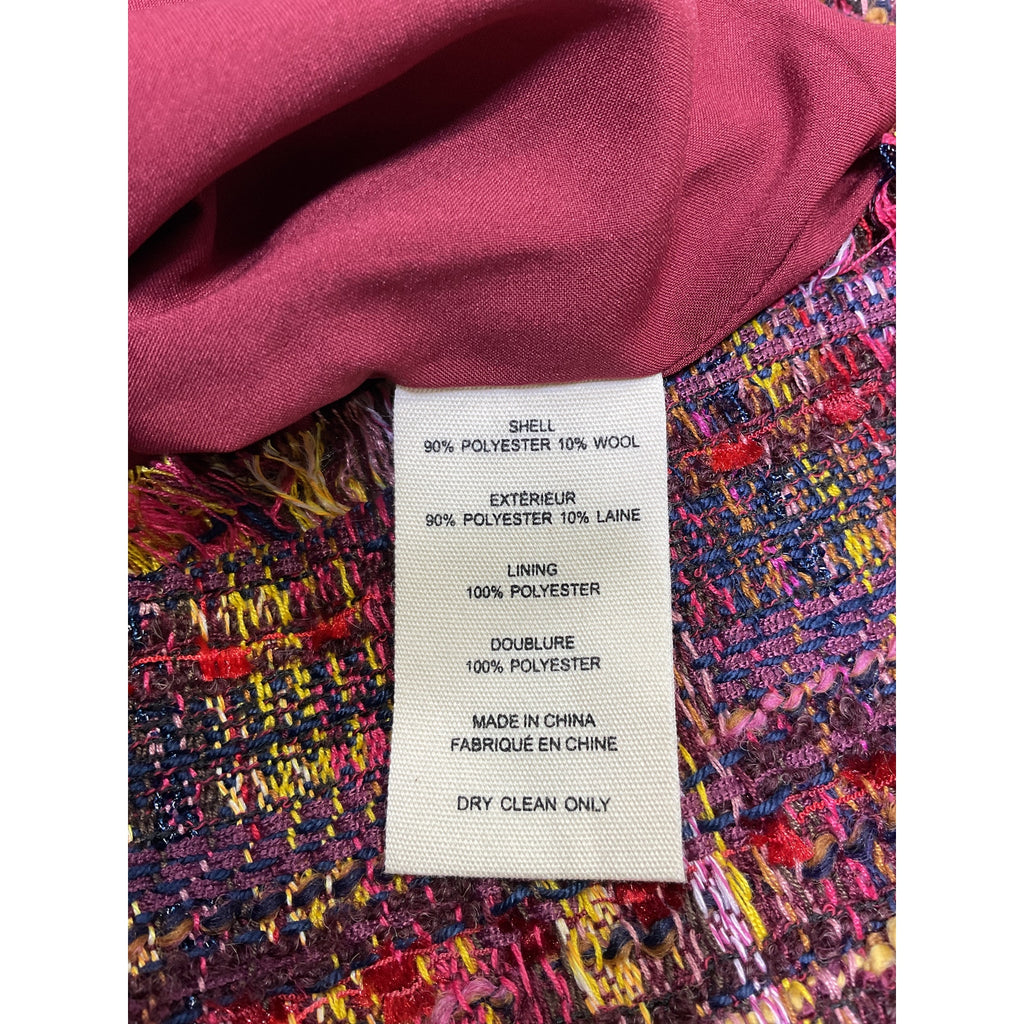 SHELL
90% POLYESTER 10% WOOL
EXTÉRIEUR
90% POLYESTER 10% LAINE
LINING
100% POLYESTER
DOUBLURE
100% POLYESTER
MADE IN CHINA
FABRIQUÉ EN CHINE
DRY CLEAN ONLY